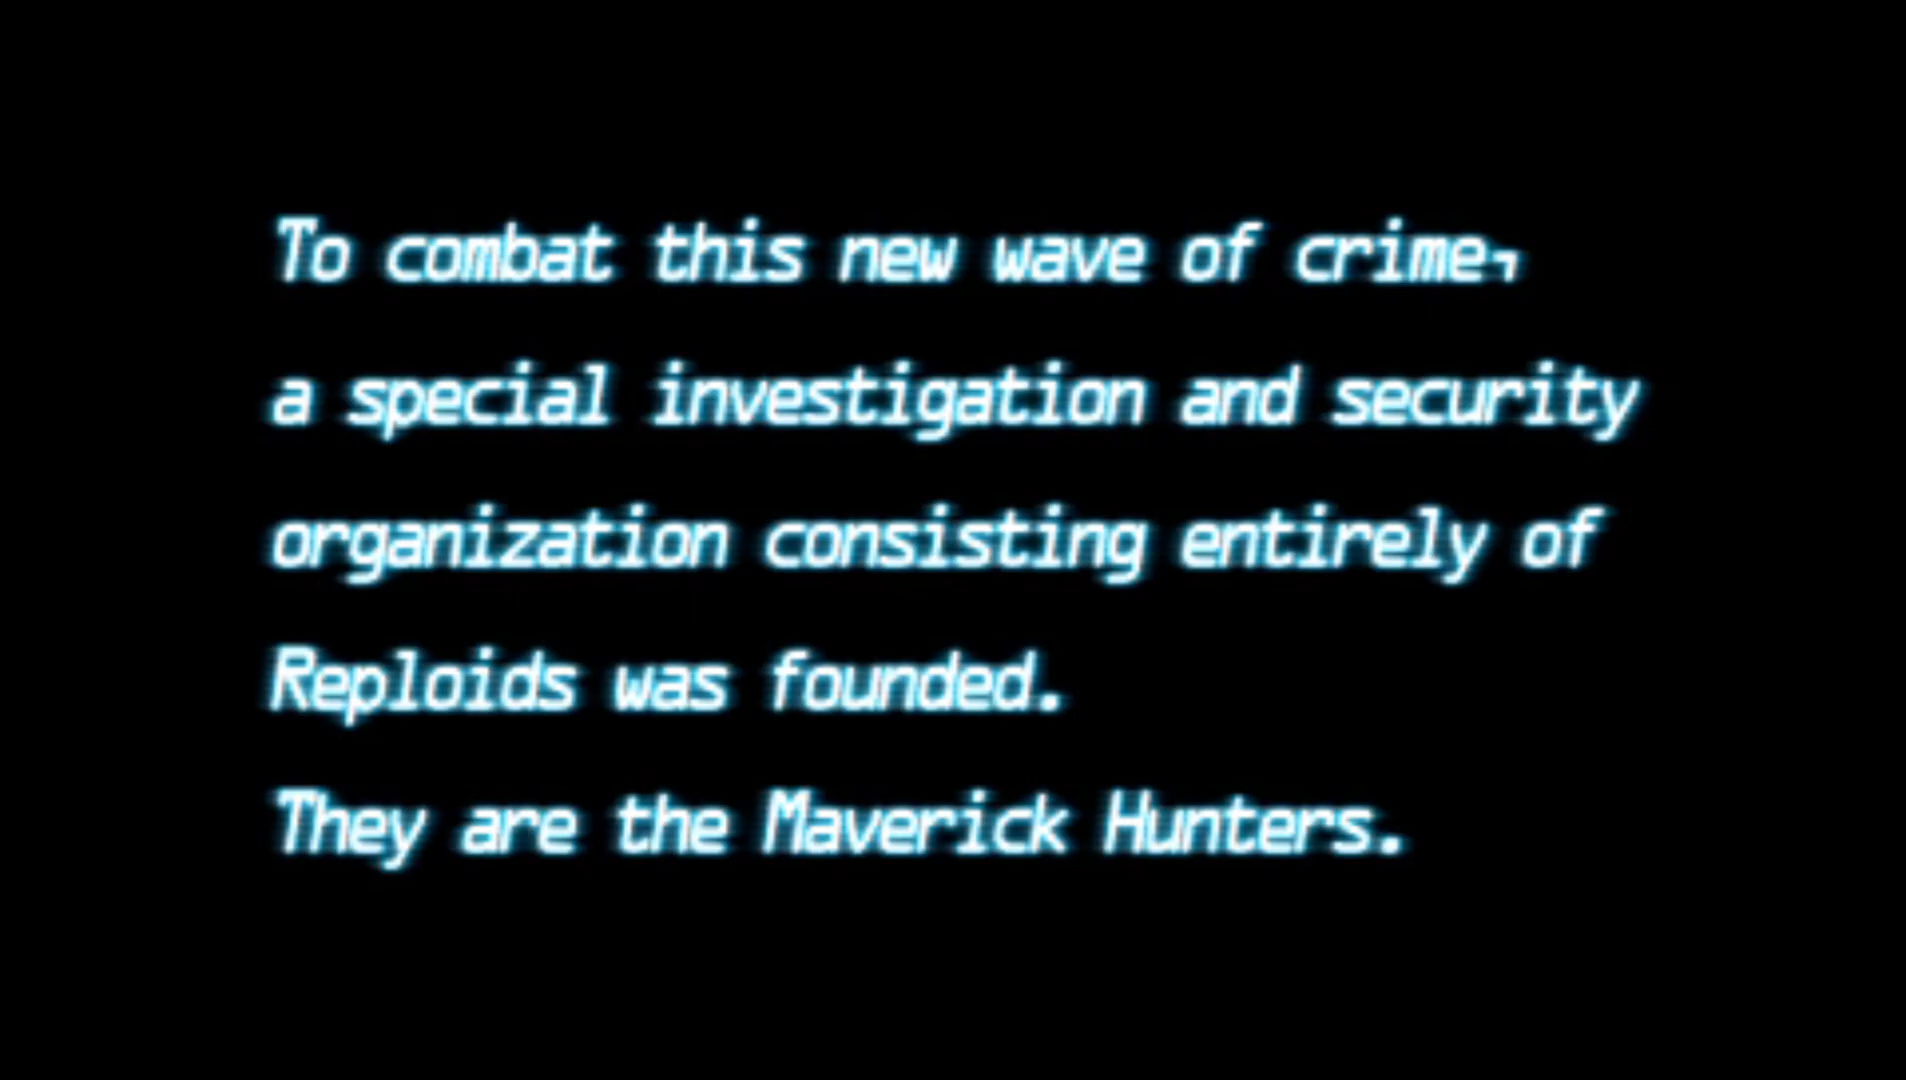 To combat this new wave of crime,
a special investigation and security
organization consisting entirely of
Reploids was founded.
They are the Maverick Hunters.